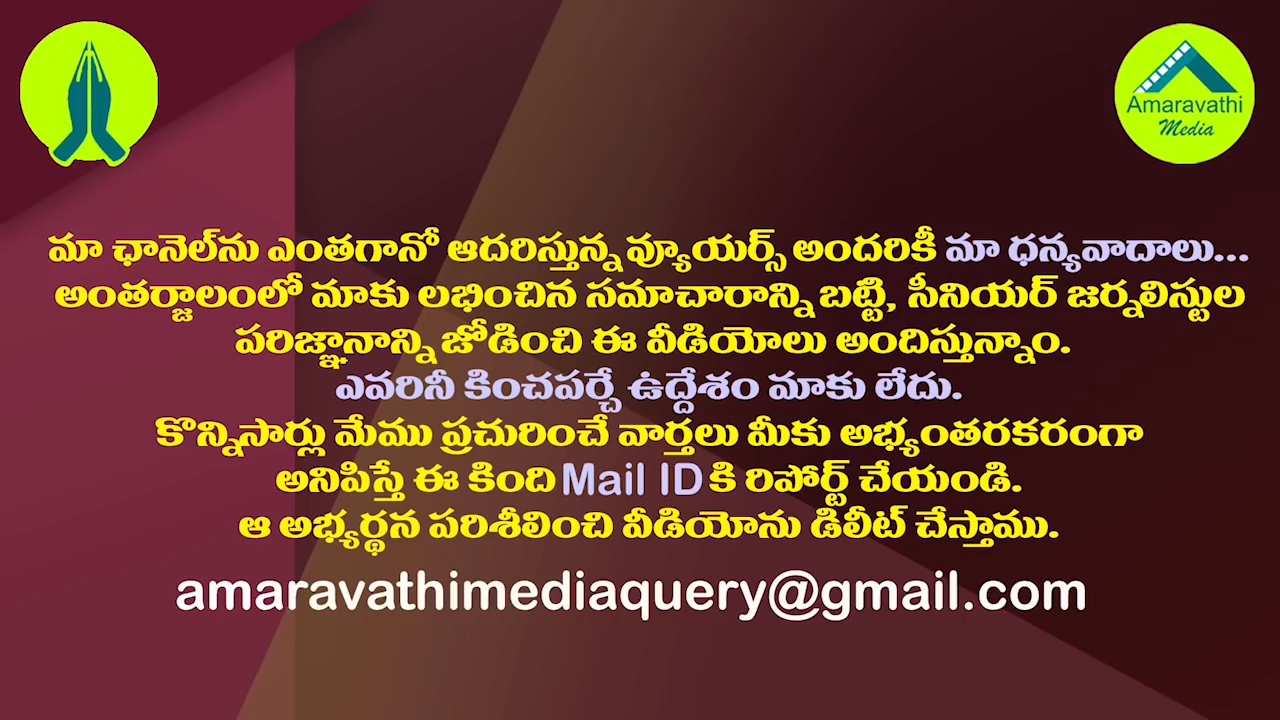 Amaravathi
Media
మా ఛానెల్‌ను ఎంతగానో ఆదరిస్తున్న వ్యూయర్స్ అందరికీ మా ధన్యవాదాలు...
అంతర్జాలంలో మాకు లభించిన సమాచారాన్ని బట్టి, సీనియర్ జర్నలిస్టుల
పరిజ్ఞానాన్ని జోడించి ఈ వీడియోలు అందిస్తున్నాం.
ఎవరినీ కించపర్చే ఉద్దేశం మాకు లేదు.
కొన్నిసార్లు మేము ప్రచురించే వార్తలు మీకు అభ్యంతరకరంగా
అనిపిస్తే ఈ కింది Mail ID కి రిపోర్ట్ చేయండి.
ఆ అభ్యర్థన పరిశీలించి వీడియోను డిలీట్ చేస్తాము.
amaravathimediaquery@gmail.com